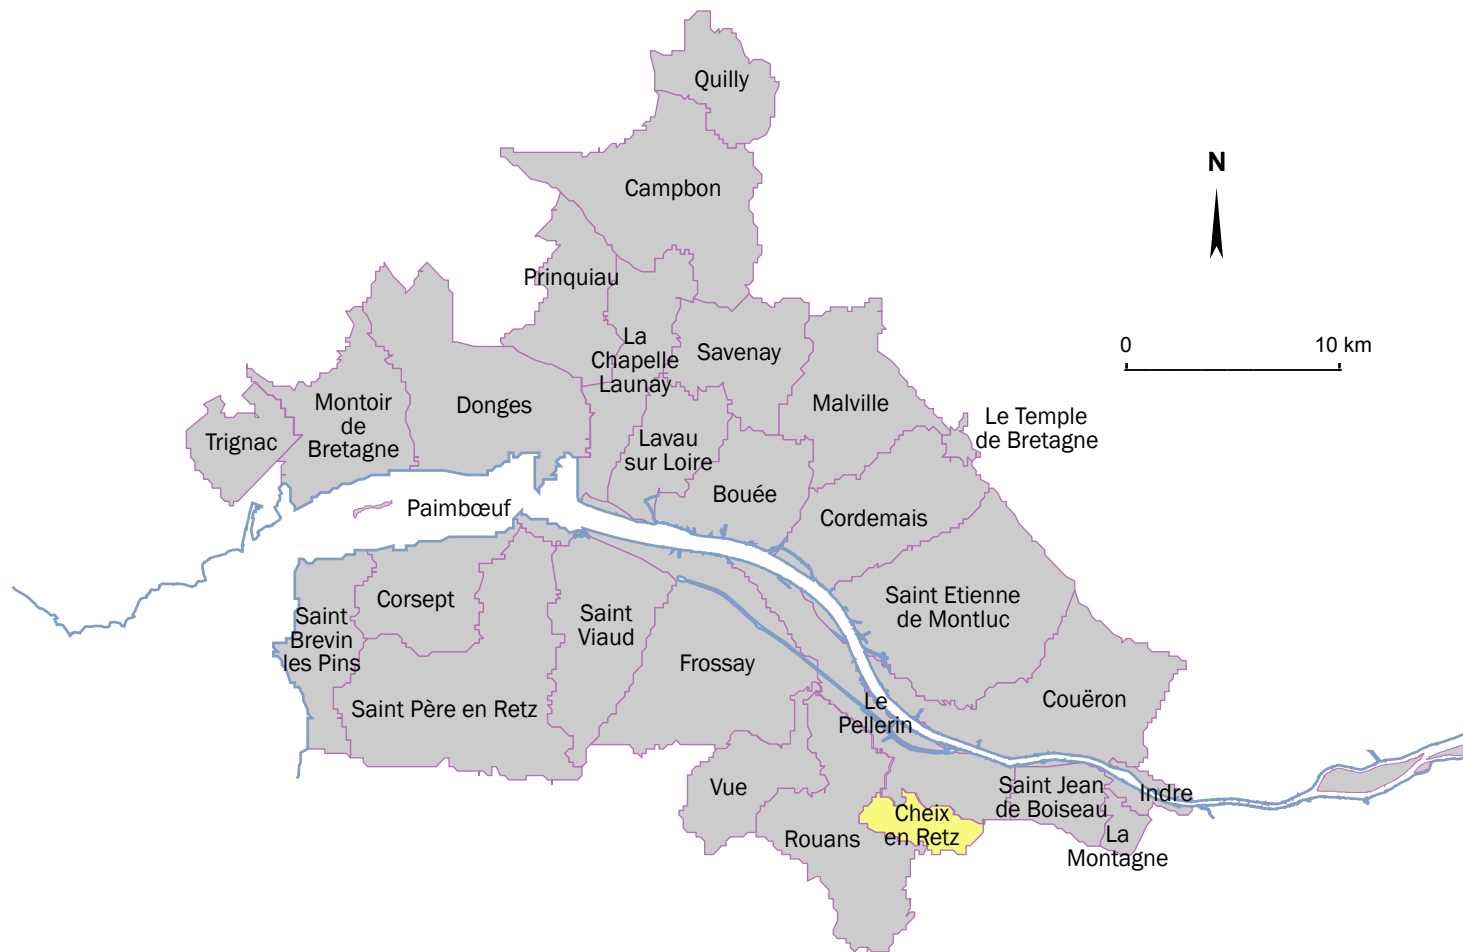 Quilly
N
Campbon
Prinquiau
0
10 km
La
Chapelle
Launay
Savenay
Montoir
de
Bretagne
Donges
Malville
Le Temple
de Bretagne
Trignac
Lavau
sur Loire
Bouée
Paimbœuf
Cordemais
Corsept
Saint Etienne
de Montluc
Saint
Brevin
les Pins
Saint
Viaud
Frossay
Saint Père en Retz
Le
Pellerin
Couëron
Vue
Saint Jean
de Boiseau
Indre
Cheix
en Retz
Rouans
La
Montagne